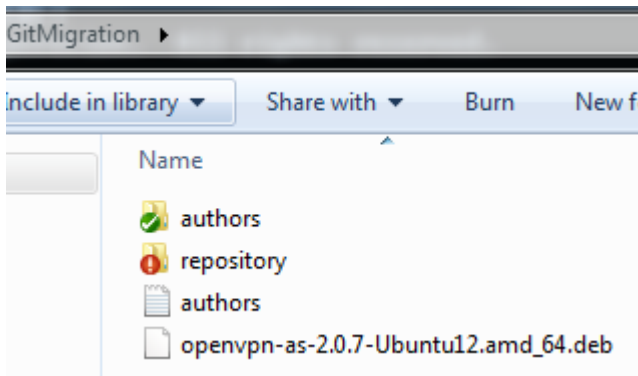 GitMigration
Include in library Share with Burn New f
Name
authors
repository
authors
openvpn-as-2.0.7-Ubuntu12.amd_64.deb